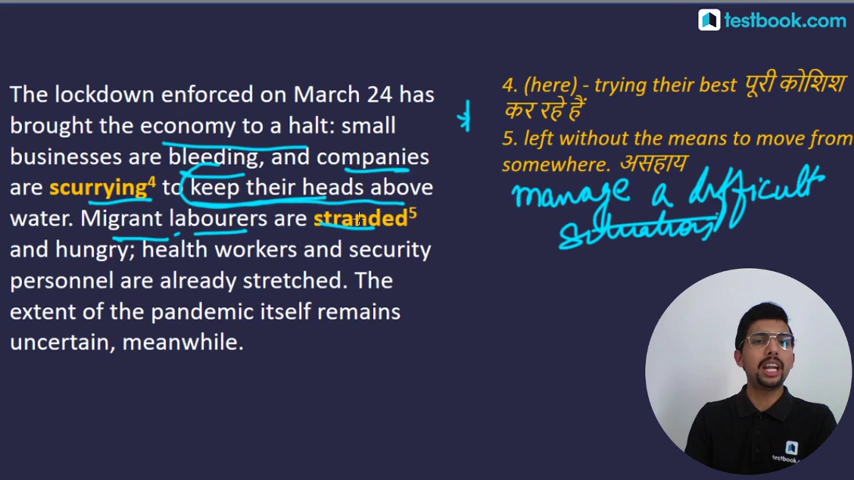 testbook.com
The lockdown enforced on March 24 has
brought the economy to a halt: small
businesses are bleeding, and companies
are scurrying⁴ to keep their heads above
water. Migrant labourers are stranded⁵
and hungry; health workers and security
personnel are already stretched. The
extent of the pandemic itself remains
uncertain, meanwhile.
4. (here) - trying their best पूरी कोशिश
कर रहे हैं
5. left without the means to move from
somewhere. असहाय
manage a difficult
situation
testbook.com